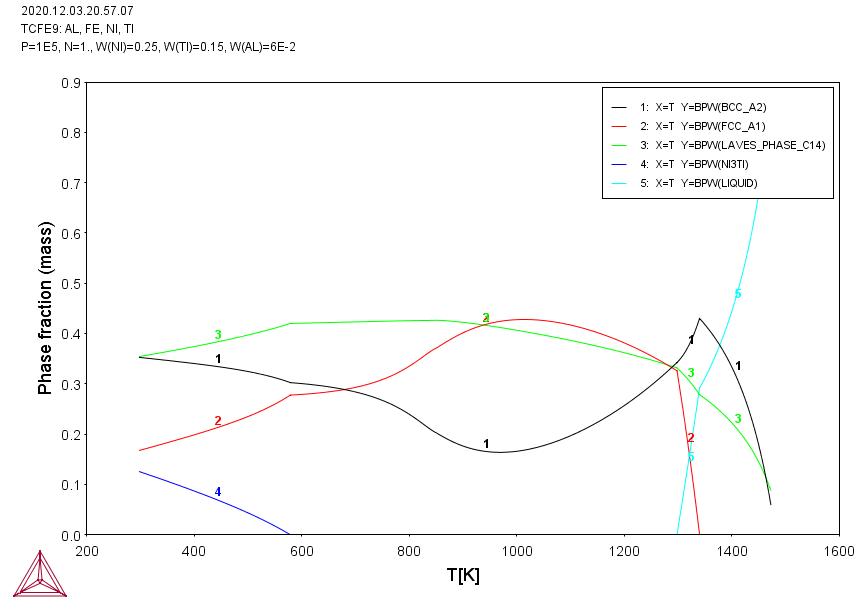 2020.12.03.20.57.07
TCFE9: AL, FE, NI, TI
P=1E5, N=1., W(NI)=0.25, W(TI)=0.15, W(AL)=6E-2
0.9
1: X=T Y=BPW(BCC_A2)
2: X=T Y=BPW(FCC_A1)
3: X=T Y=BPW(LAVES_PHASE_C14)
4: X=T Y=BPW(NI3TI)
5: X=T Y=BPW(LIQUID)
0.8
0.7
0.6
0.5
0.4
0.3
0.2
0.1
0.0
Phase fraction (mass)
3
1
2
4
2
1
1
3
2
5
5
1
3
200 400 600 800 1000 1200 1400 1600
T[K]